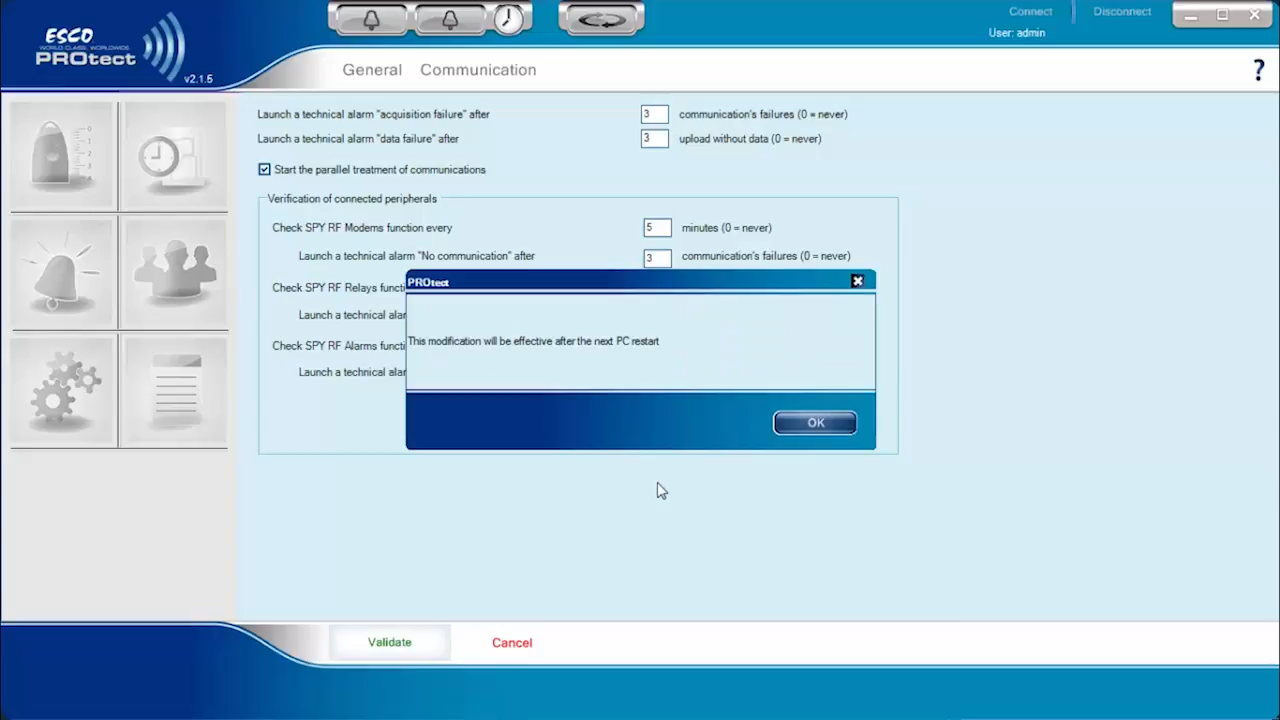 Connect
Disconnect
User: admin
ESCO
WORLD CLASS. WORLDWIDE
PROtect
v2.1.5
General
Communication
?
Launch a technical alarm "acquisition failure" after
3
communication's failures (0 = never)
Launch a technical alarm "data failure" after
3
upload without data (0 = never)
Start the parallel treatment of communications
Verification of connected peripherals
Check SPY RF Modems function every
5
minutes (0 = never)
Launch a technical alarm "No communication" after
3
communication's failures (0 = never)
Check SPY RF Relays functi
Launch a technical alar
Check SPY RF Alarms functi
Launch a technical alar
PROtect
This modification will be effective after the next PC restart
OK
Validate
Cancel